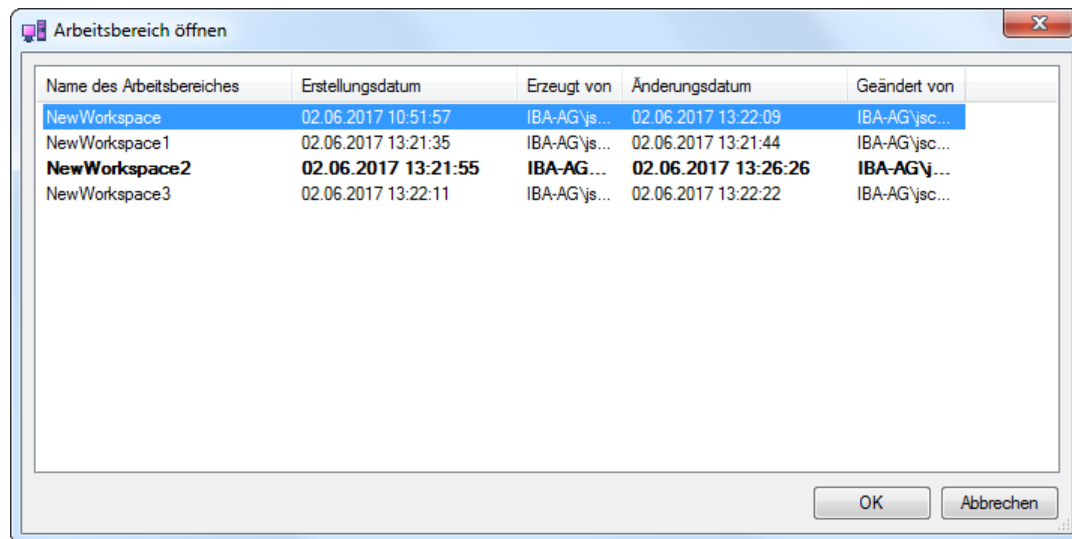 Arbeitsbereich öffnen
Name des Arbeitsbereiches Erstellungsdatum Erzeugt von Änderungsdatum Geändert von
NewWorkspace 02.06.2017 10:51:57 IBA-AG\js... 02.06.2017 13:22:09 IBA-AG\jsc...
NewWorkspace1 02.06.2017 13:21:35 IBA-AG\js... 02.06.2017 13:21:44 IBA-AG\jsc...
NewWorkspace2 02.06.2017 13:21:55 IBA-AG... 02.06.2017 13:26:26 IBA-AG\j...
NewWorkspace3 02.06.2017 13:22:11 IBA-AG\js... 02.06.2017 13:22:22 IBA-AG\jsc...
OK Abbrechen